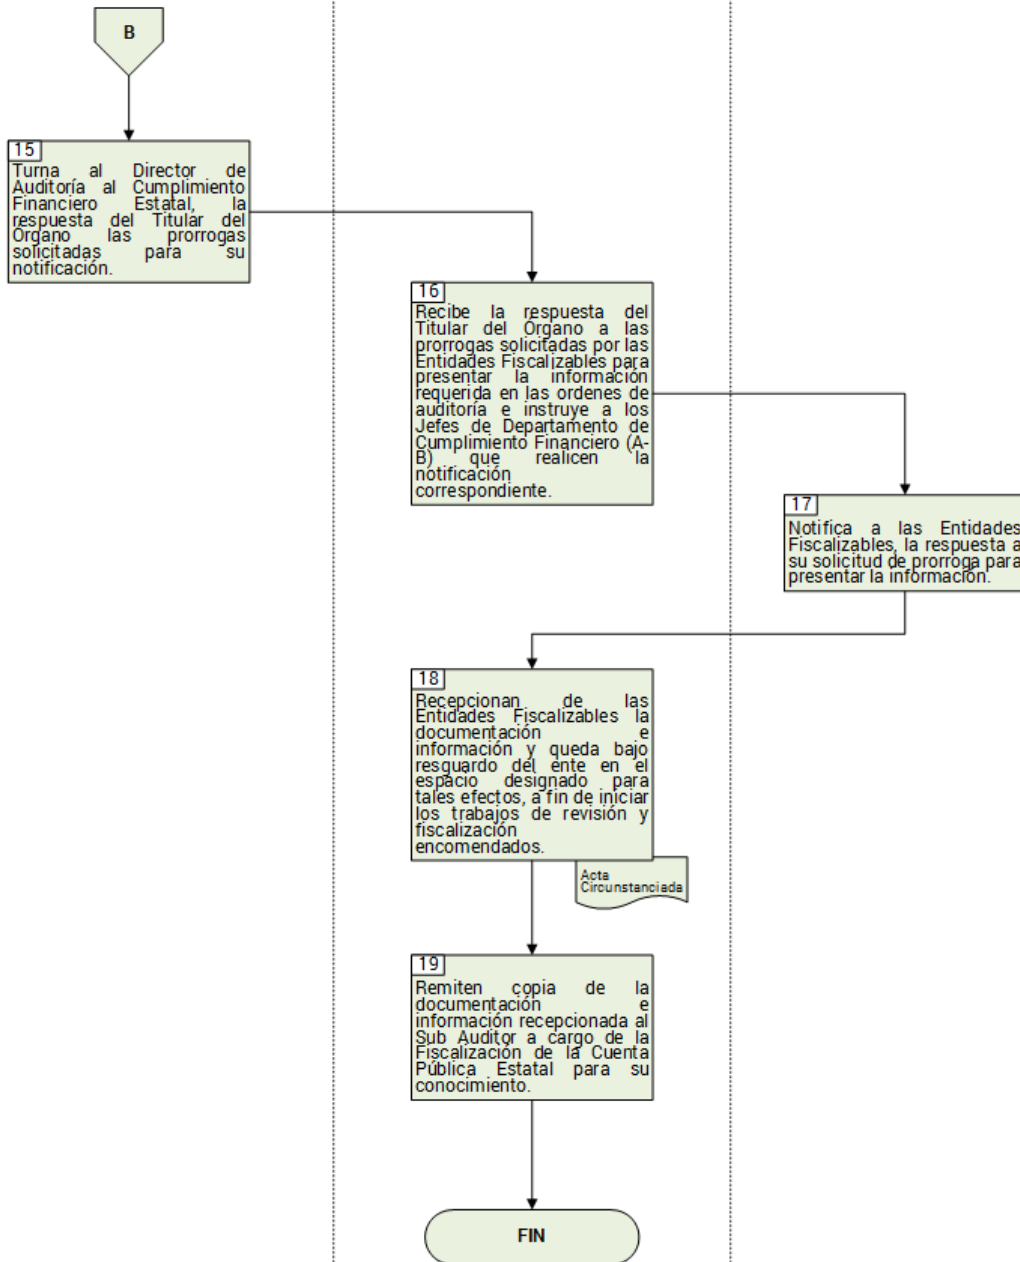 B
15
Turna al Director de
Auditoría al Cumplimiento
Financiero Estatal, la
respuesta del Titular del
Órgano las prorrogas
solicitadas para su
notificación.
16
Recibe la respuesta del
Titular del Órgano a las
prorrogas solicitadas por las
Entidades Fiscalizables para
presentar la información
requerida en las ordenes de
auditoría e instruye a los
Jefes de Departamento de
Cumplimiento Financiero (A-
B) que realicen la
notificación
correspondiente.
17
Notifica a las Entidades
Fiscalizables, la respuesta a
su solicitud de prorroga para
presentar la información.
18
Recepcionan de las
Entidades Fiscalizables la
documentación e
información y queda bajo
resguardo del ente en el
espacio designado para
tales efectos, a fin de iniciar
los trabajos de revisión y
fiscalización
encomendados.
Acta
Circunstanciada
19
Remiten copia de la
documentación e
información recepcionada al
Sub Auditor a cargo de la
Fiscalización de la Cuenta
Pública Estatal para su
conocimiento.
FIN